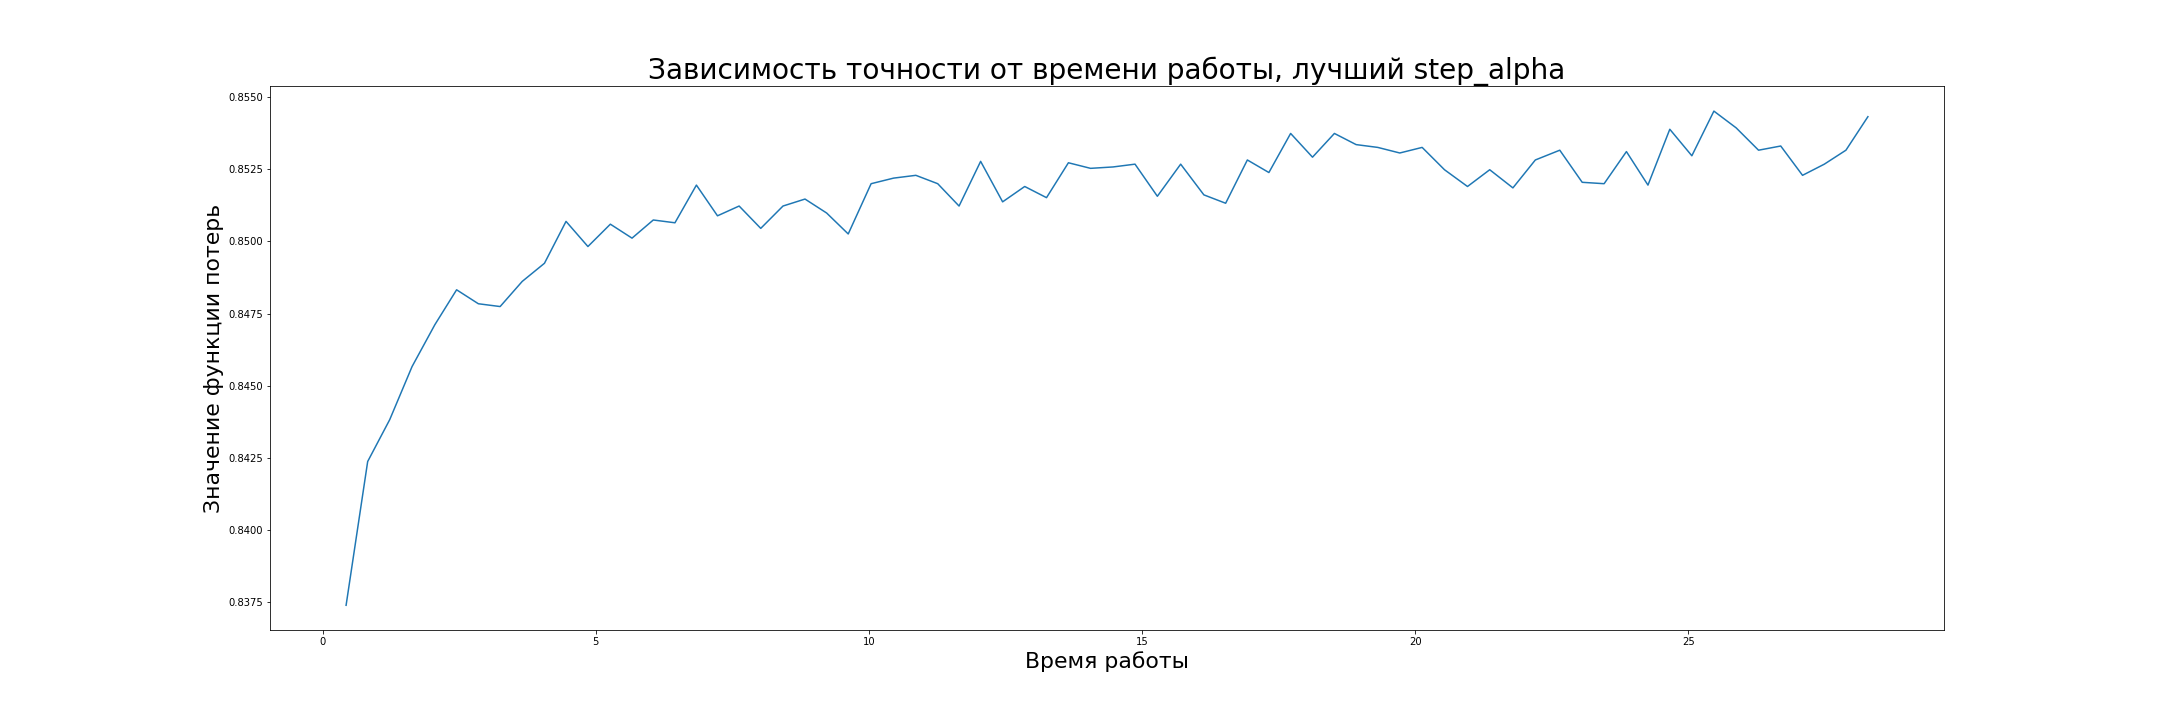 Зависимость точности от времени работы, лучший step_alpha
Значение функции потерь
0.8550
0.8525
0.8500
0.8475
0.8450
0.8425
0.8400
0.8375
0 5 10 15 20 25
Время работы